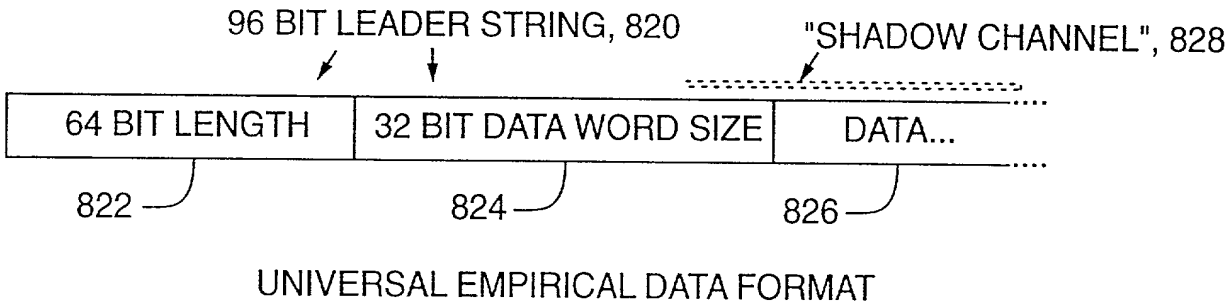 96 BIT LEADER STRING, 820
"SHADOW CHANNEL", 828
64 BIT LENGTH
32 BIT DATA WORD SIZE
DATA...
822
824
826
UNIVERSAL EMPIRICAL DATA FORMAT